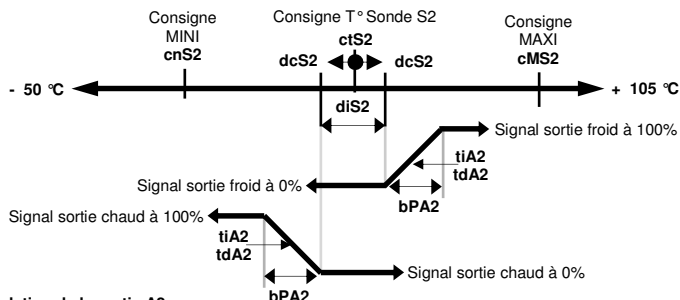 Consigne
MINI
cnS2
Consigne T° Sonde S2
ctS2
Consigne
MAXI
cMS2
dcS2
dcS2
- 50 °C
+ 105 °C
diS2
Signal sortie froid à 100%
tiA2
tdA2
Signal sortie froid à 0%
bPA2
Signal sortie chaud à 100%
tiA2
tdA2
Signal sortie chaud à 0%
bPA2